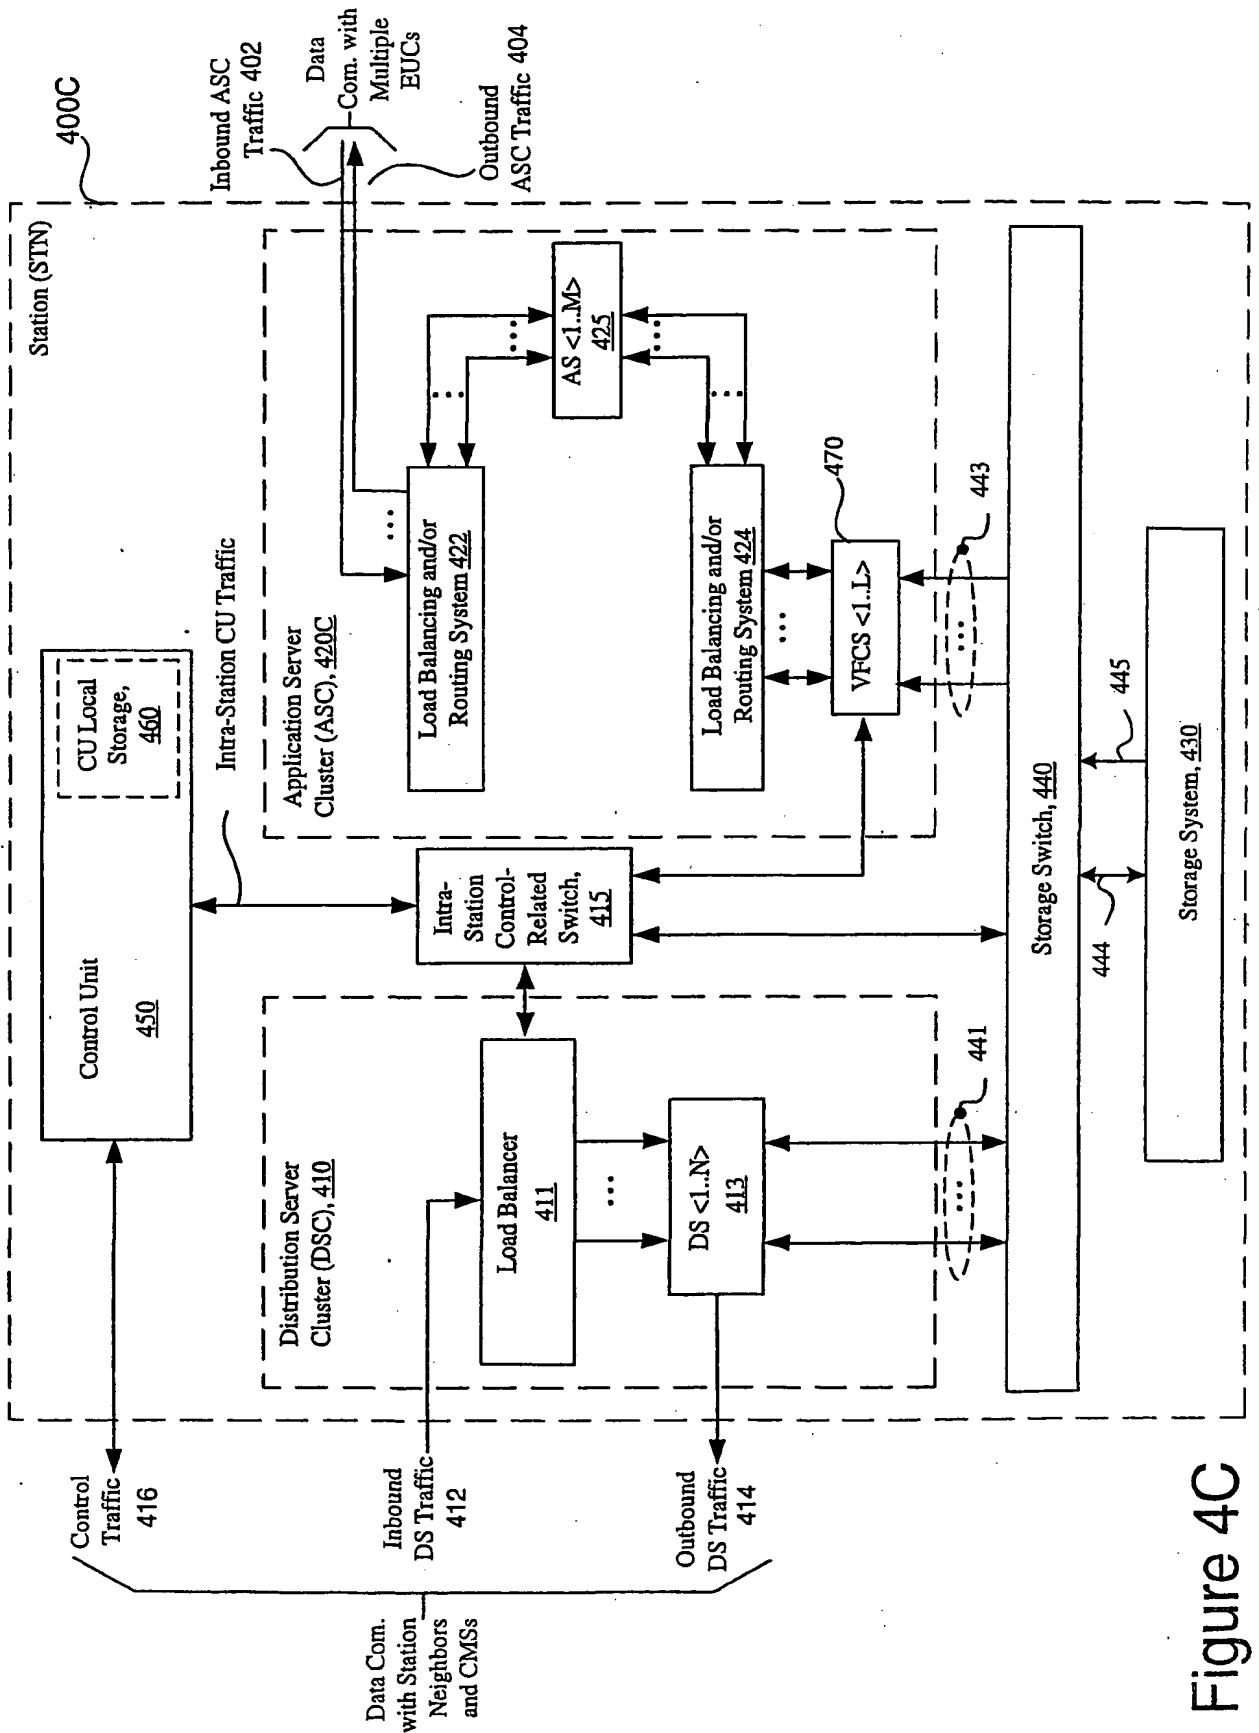 Station (STN)
400C
Control Unit
450
CU Local
Storage,
460
Control
Traffic
416
Intra-Station CU Traffic
Inbound ASC
Traffic 402
Data
Com. with
Multiple
EUCs
Outbound
ASC Traffic 404
Distribution Server
Cluster (DSC), 410
Load Balancer
411
...
DS <1..N>
413
Inbound
DS Traffic
412
Outbound
DS Traffic
414
Data Com.
with Station
Neighbors
and CMSs
Intra-
Station
Control-
Related
Switch,
415
Application Server
Cluster (ASC), 420C
...
Load Balancing and/or
Routing System 422
...
...
AS <1..M>
425
...
...
Load Balancing and/or
Routing System 424
...
VFCS <1..L>
470
...
441
...
443
Storage Switch, 440
444
445
Storage System, 430
Figure 4C